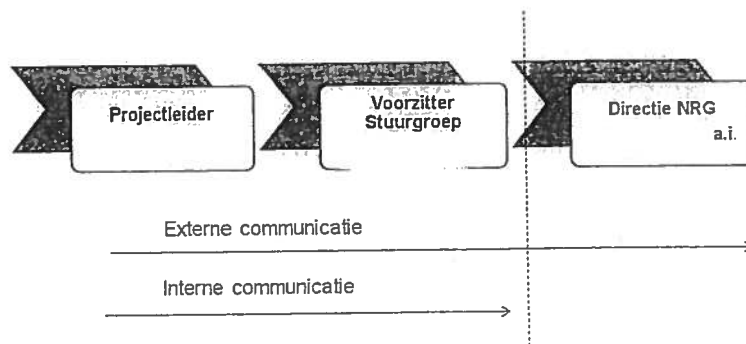 Projectleider
Voorzitter
Stuurgroep
Directie NRG
a.i.
Externe communicatie
Interne communicatie